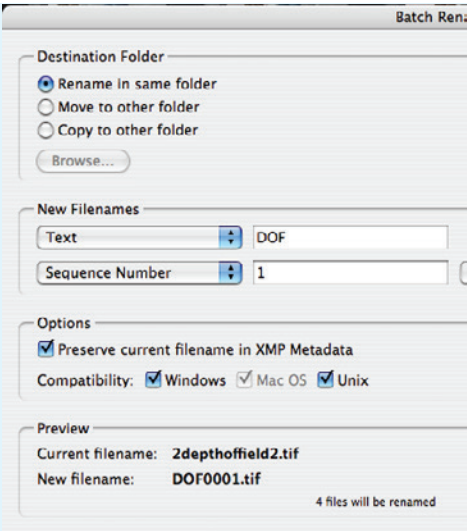 Batch Rena
Destination Folder
Rename in same folder
Move to other folder
Copy to other folder
Browse...
New Filenames
Text DOF
Sequence Number 1
Options
Preserve current filename in XMP Metadata
Compatibility: Windows Mac OS Unix
Preview
Current filename: 2depthoffield2.tif
New filename: DOF0001.tif
4 files will be renamed